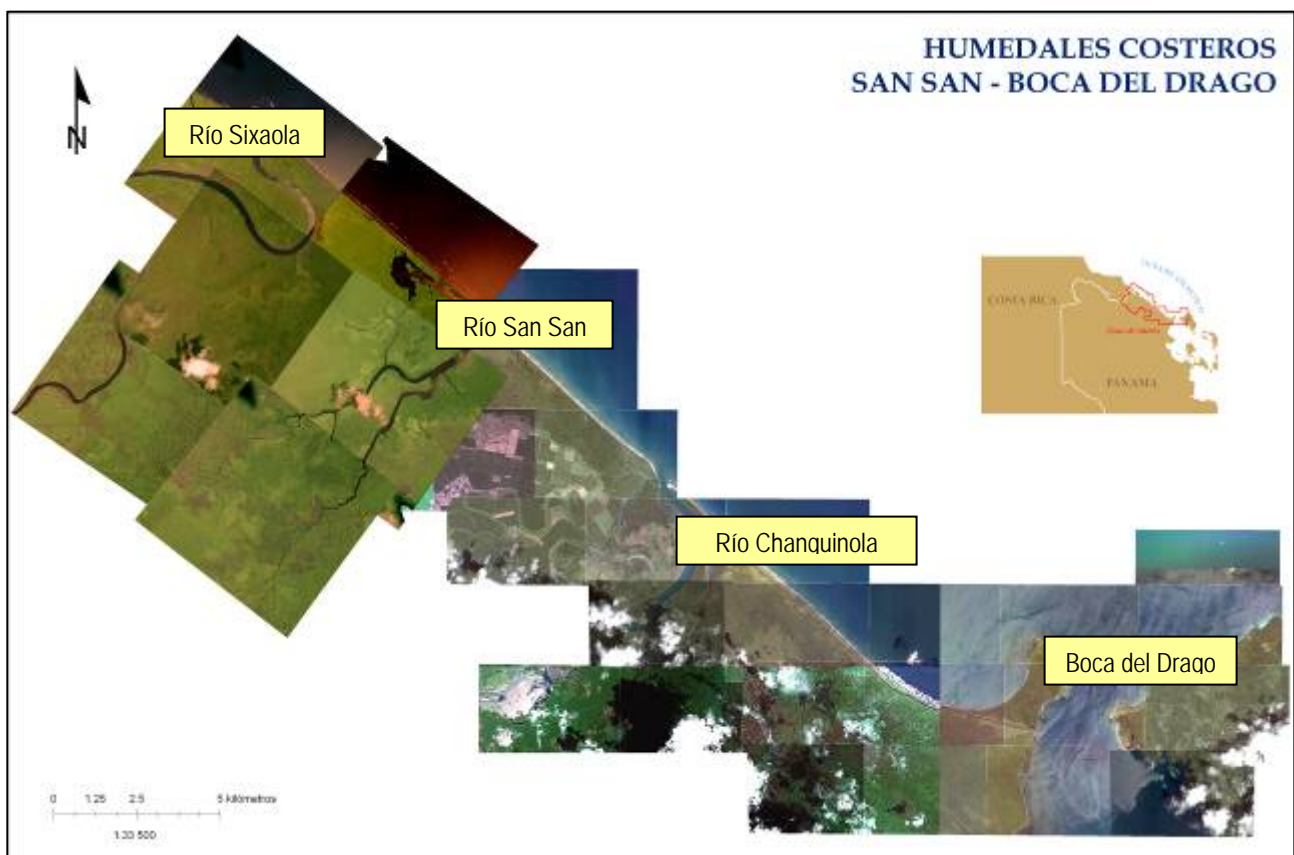 HUMEDALES COSTEROS
SAN SAN - BOCA DEL DRAGO
N
Río Sixaola
Río San San
Río Changuinola
Boca del Drago
COSTA RICA
PANAMA
0 1.25 2.5 5 kilómetros